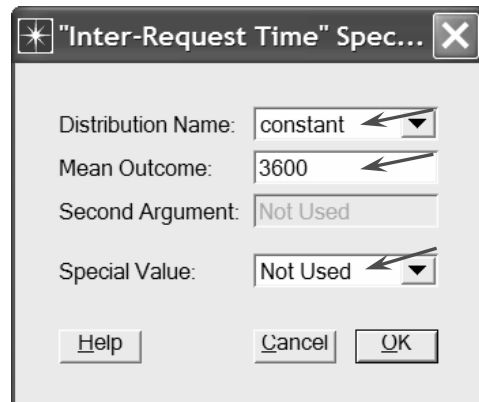 "Inter-Request Time" Spec...
Distribution Name: constant
Mean Outcome: 3600
Second Argument: Not Used
Special Value: Not Used
Help Cancel OK